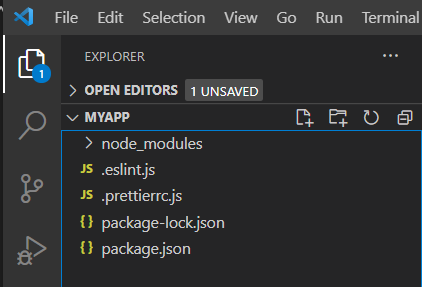 File Edit Selection View Go Run Terminal
EXPLORER ...
1
OPEN EDITORS 1 UNSAVED
MYAPP
node_modules
JS .eslint.js
JS .prettierrc.js
{} package-lock.json
{} package.json